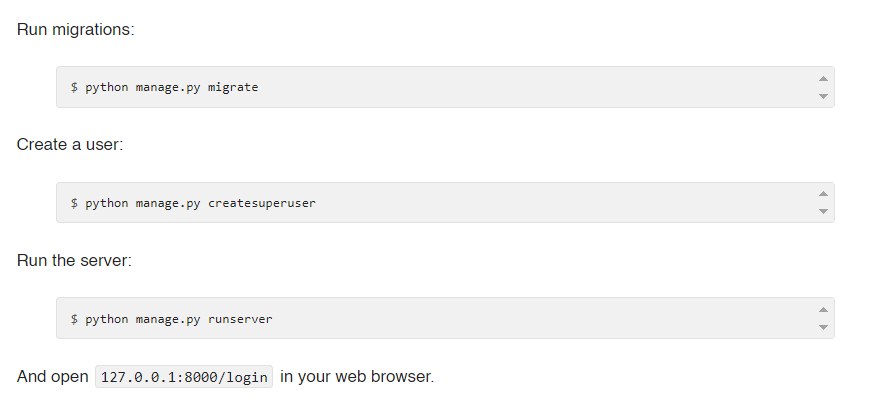 Run migrations:
$ python manage.py migrate
Create a user:
$ python manage.py createsuperuser
Run the server:
$ python manage.py runserver
And open 127.0.0.1:8000/login in your web browser.